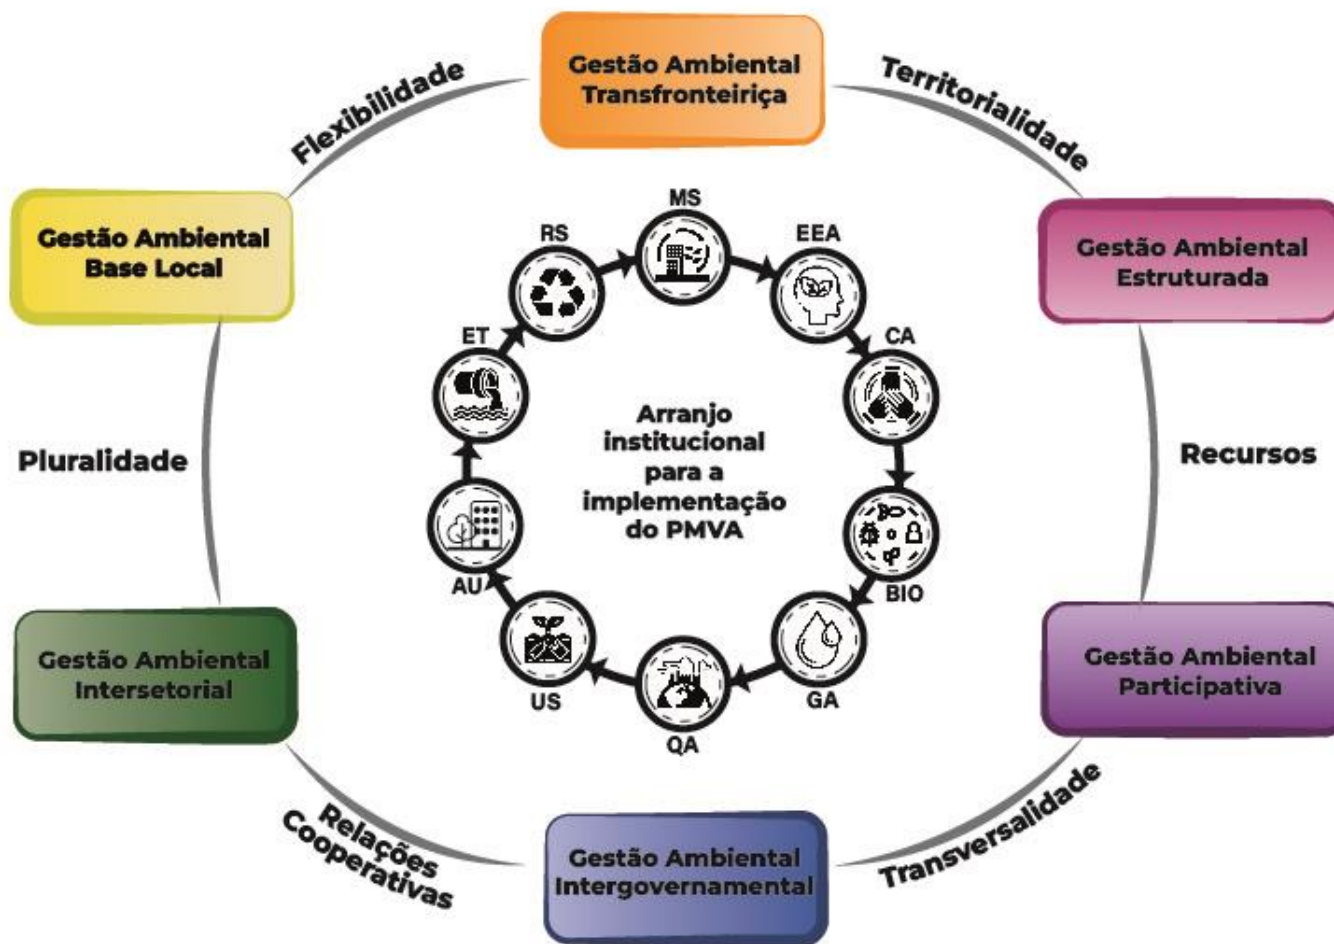 Gestão Ambiental
Transfronteiriça
Flexibilidade
Territorialidade
Gestão Ambiental
Base Local
Gestão Ambiental
Estruturada
MS
RS
EEA
ET
CA
Arranjo
institucional
para a
implementação
do PMVA
Pluralidade
Recursos
AU
BIO
US
GA
QA
Gestão Ambiental
Intersetorial
Gestão Ambiental
Participativa
Relações
Cooperativas
Transversalidade
Gestão Ambiental
Intergovernamental